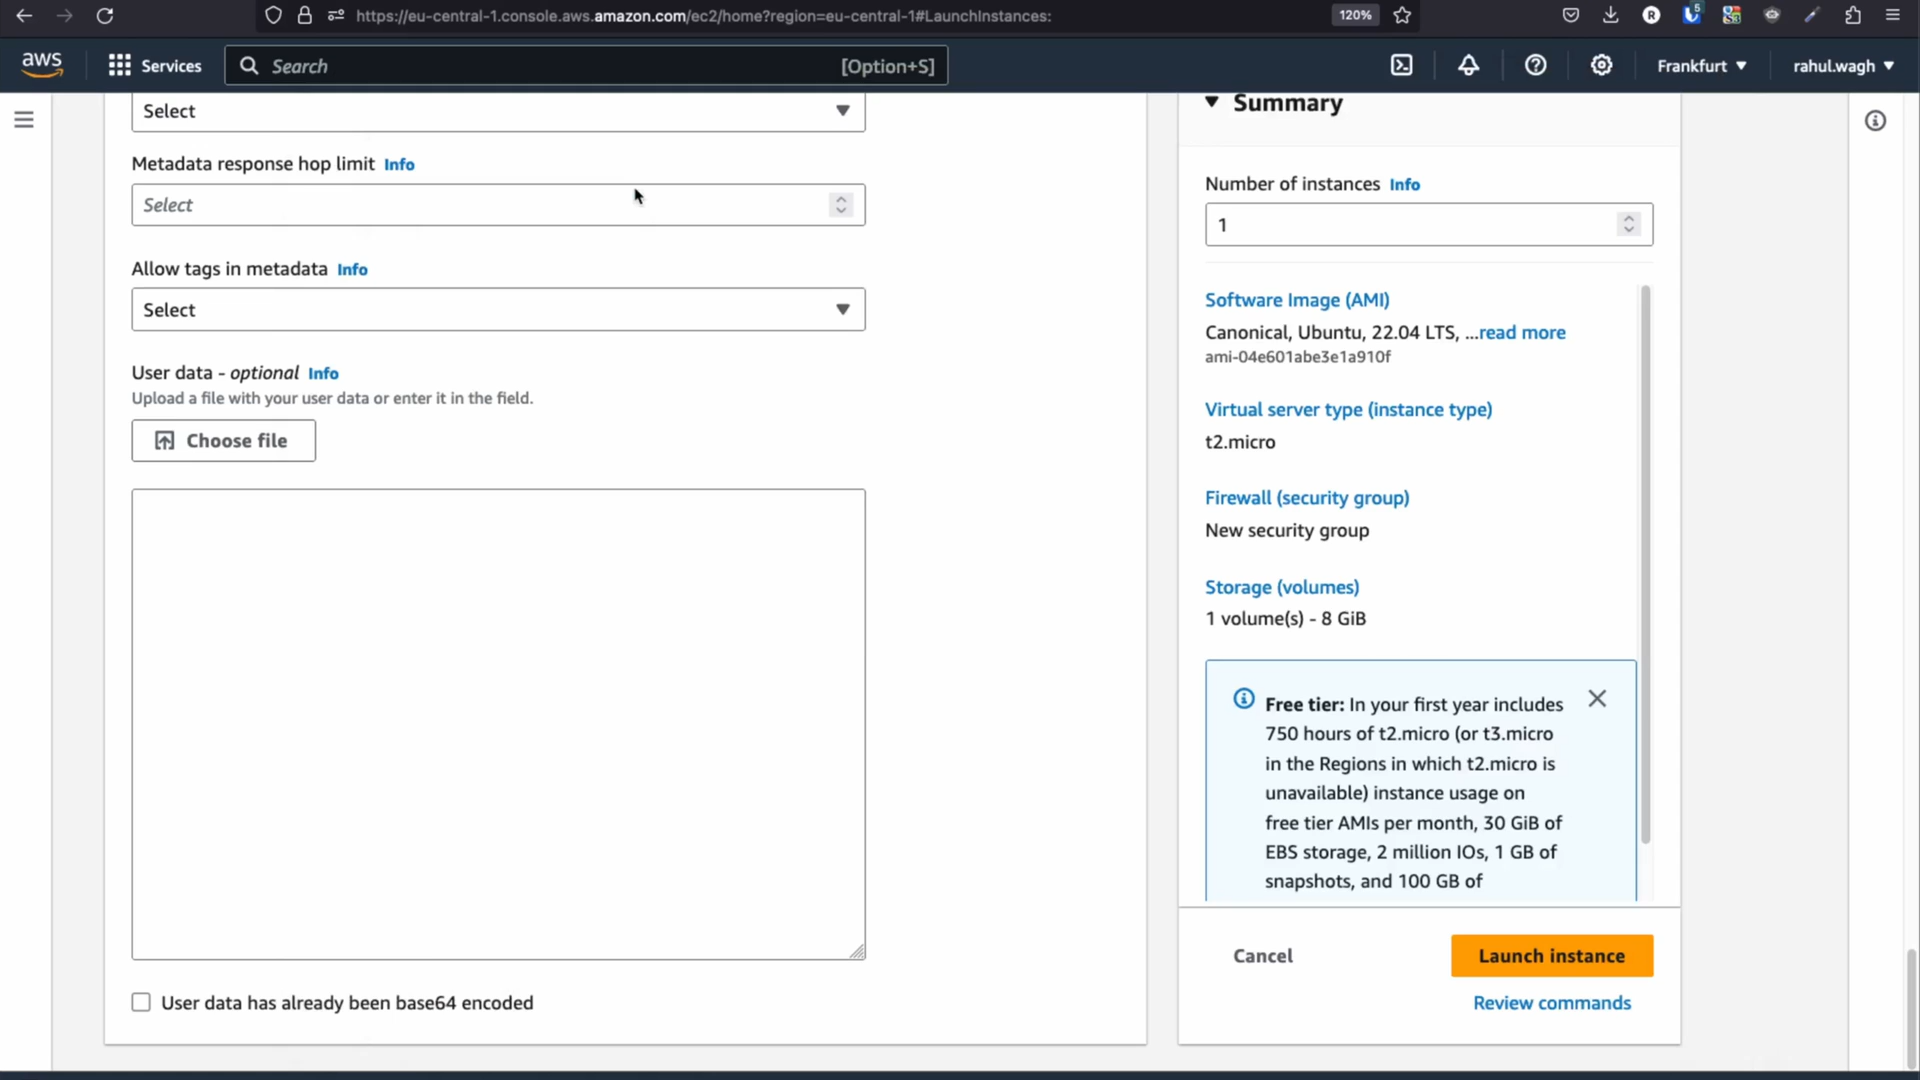 https://eu-central-1.console.aws.amazon.com/ec2/home?region=eu-central-1#LaunchInstances:
120%
R
5
aws
Services
Search
[Option+S]
Frankfurt
rahul.wagh
Select
Metadata response hop limit Info
Select
Allow tags in metadata Info
Select
User data - optional Info
Upload a file with your user data or enter it in the field.
Choose file
User data has already been base64 encoded
Summary
Number of instances Info
1
Software Image (AMI)
Canonical, Ubuntu, 22.04 LTS, ...read more
ami-04e601abe3e1a910f
Virtual server type (instance type)
t2.micro
Firewall (security group)
New security group
Storage (volumes)
1 volume(s) - 8 GiB
Free tier: In your first year includes
750 hours of t2.micro (or t3.micro
in the Regions in which t2.micro is
unavailable) instance usage on
free tier AMIs per month, 30 GiB of
EBS storage, 2 million IOs, 1 GB of
snapshots, and 100 GB of
Cancel
Launch instance
Review commands